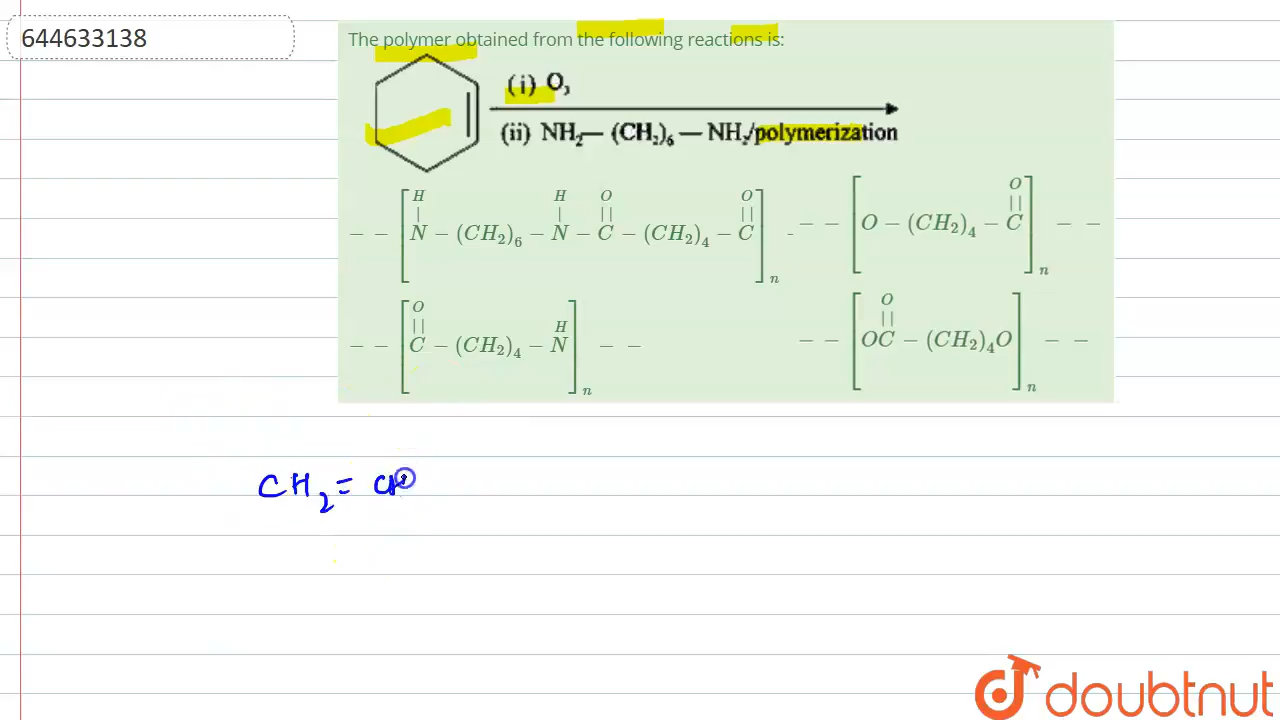 644633138
The polymer obtained from the following reactions is:
(i) O3
(ii) NH2— (CH2)6 — NH2/polymerization
H H O O
| | || ||
− − [ N − (CH2)6 − N − C − (CH2)4 − C ]n -
O
||
− − [ O − (CH2)4 − C ]n − −
O H
|| |
− − [ C − (CH2)4 − N ]n − −
O
||
− − [ OC − (CH2)4O ]n − −
CH2 = CH
doubtnut